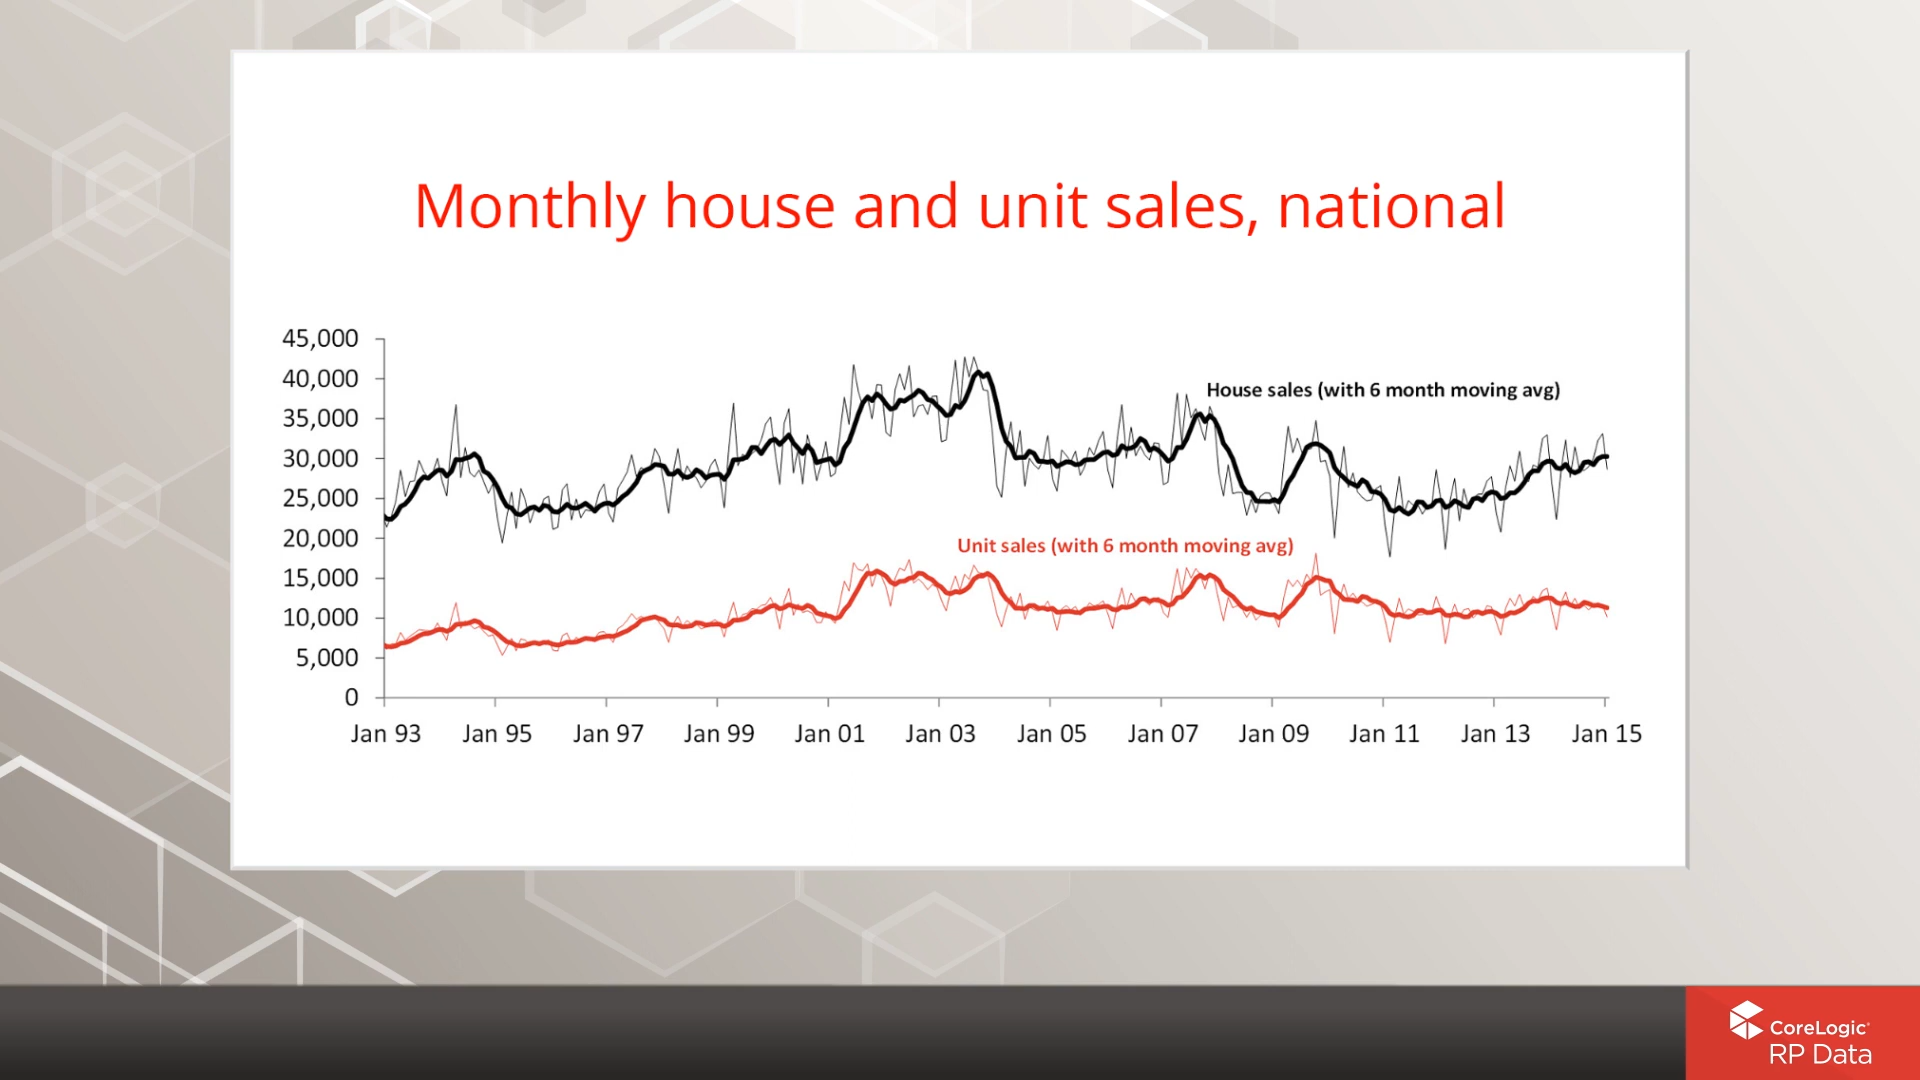 Monthly house and unit sales, national
45,000
40,000
35,000
30,000
25,000
20,000
15,000
10,000
5,000
0
House sales (with 6 month moving avg)
Unit sales (with 6 month moving avg)
Jan 93 Jan 95 Jan 97 Jan 99 Jan 01 Jan 03 Jan 05 Jan 07 Jan 09 Jan 11 Jan 13 Jan 15
CoreLogic
RP Data